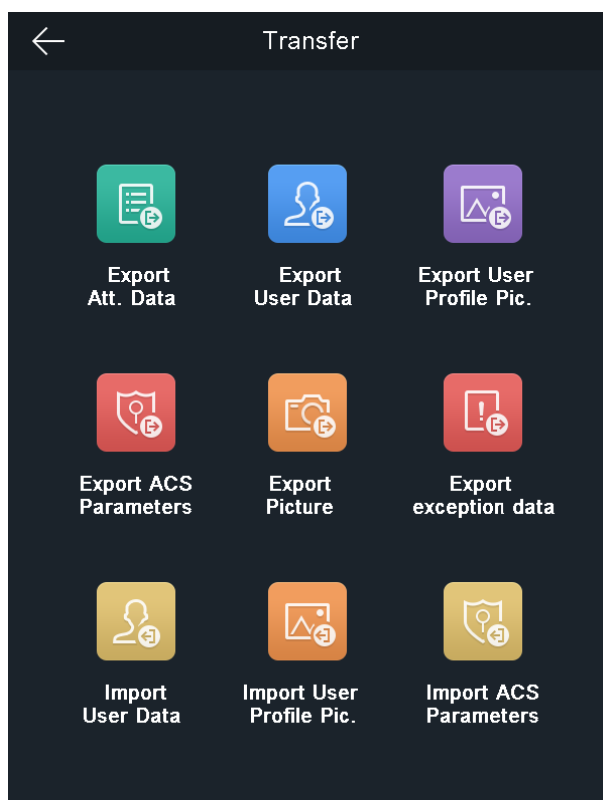 Transfer
Export
Att. Data
Export
User Data
Export User
Profile Pic.
Export ACS
Parameters
Export
Picture
Export
exception data
Import
User Data
Import User
Profile Pic.
Import ACS
Parameters